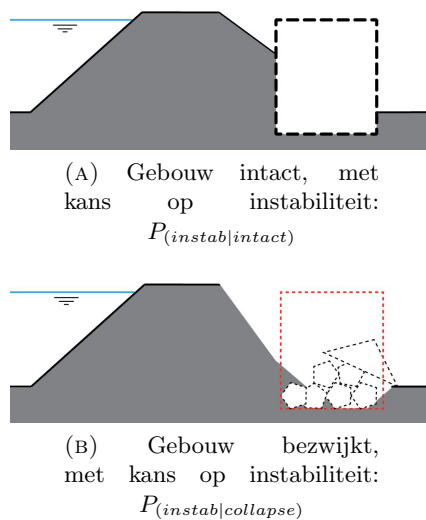 (A) Gebouw intact, met
kans op instabiliteit:
P(instab|intact)
(B) Gebouw bezwijkt,
met kans op instabiliteit:
P(instab|collapse)